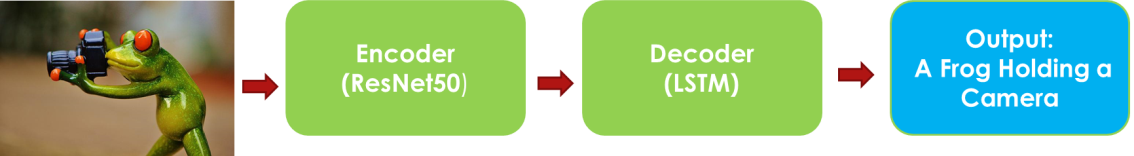 Encoder
(ResNet50)
Decoder
(LSTM)
Output:
A Frog Holding a
Camera